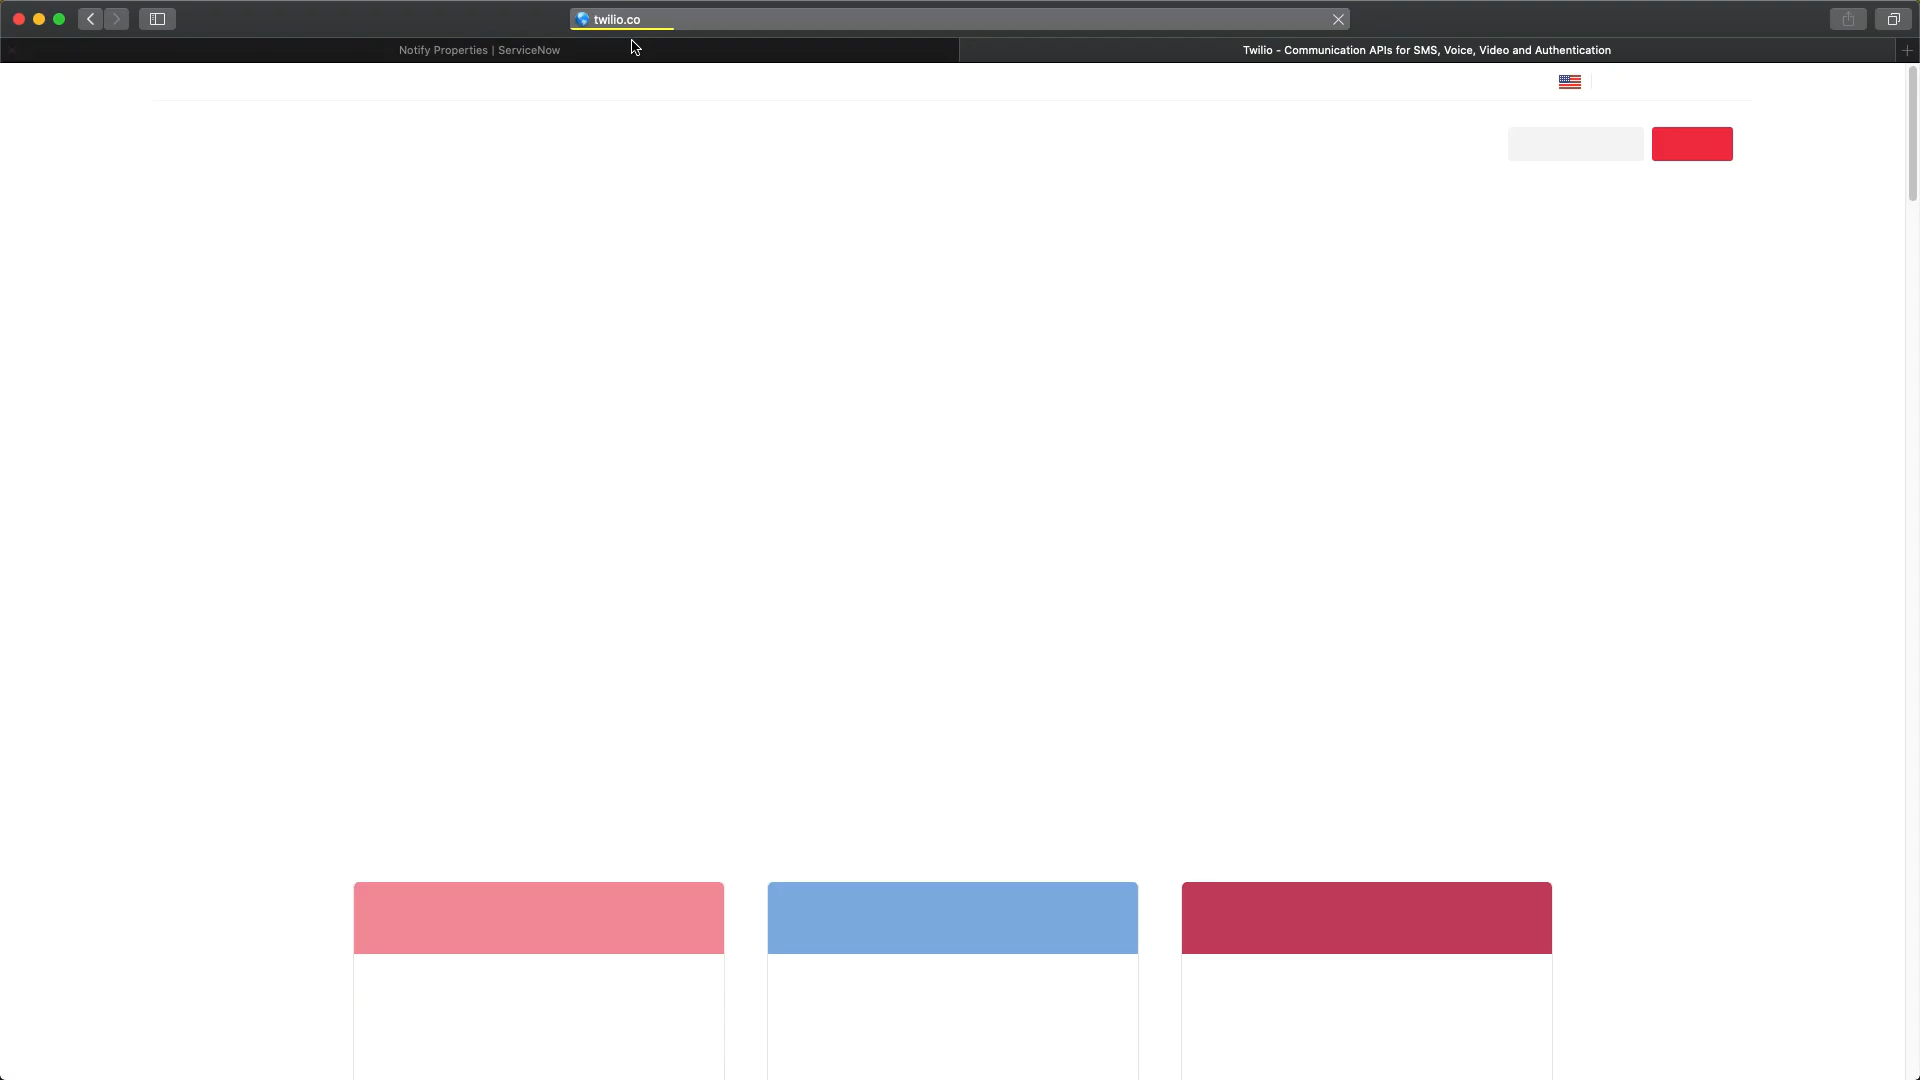 twilio.co
Notify Properties | ServiceNow
Twilio - Communication APIs for SMS, Voice, Video and Authentication